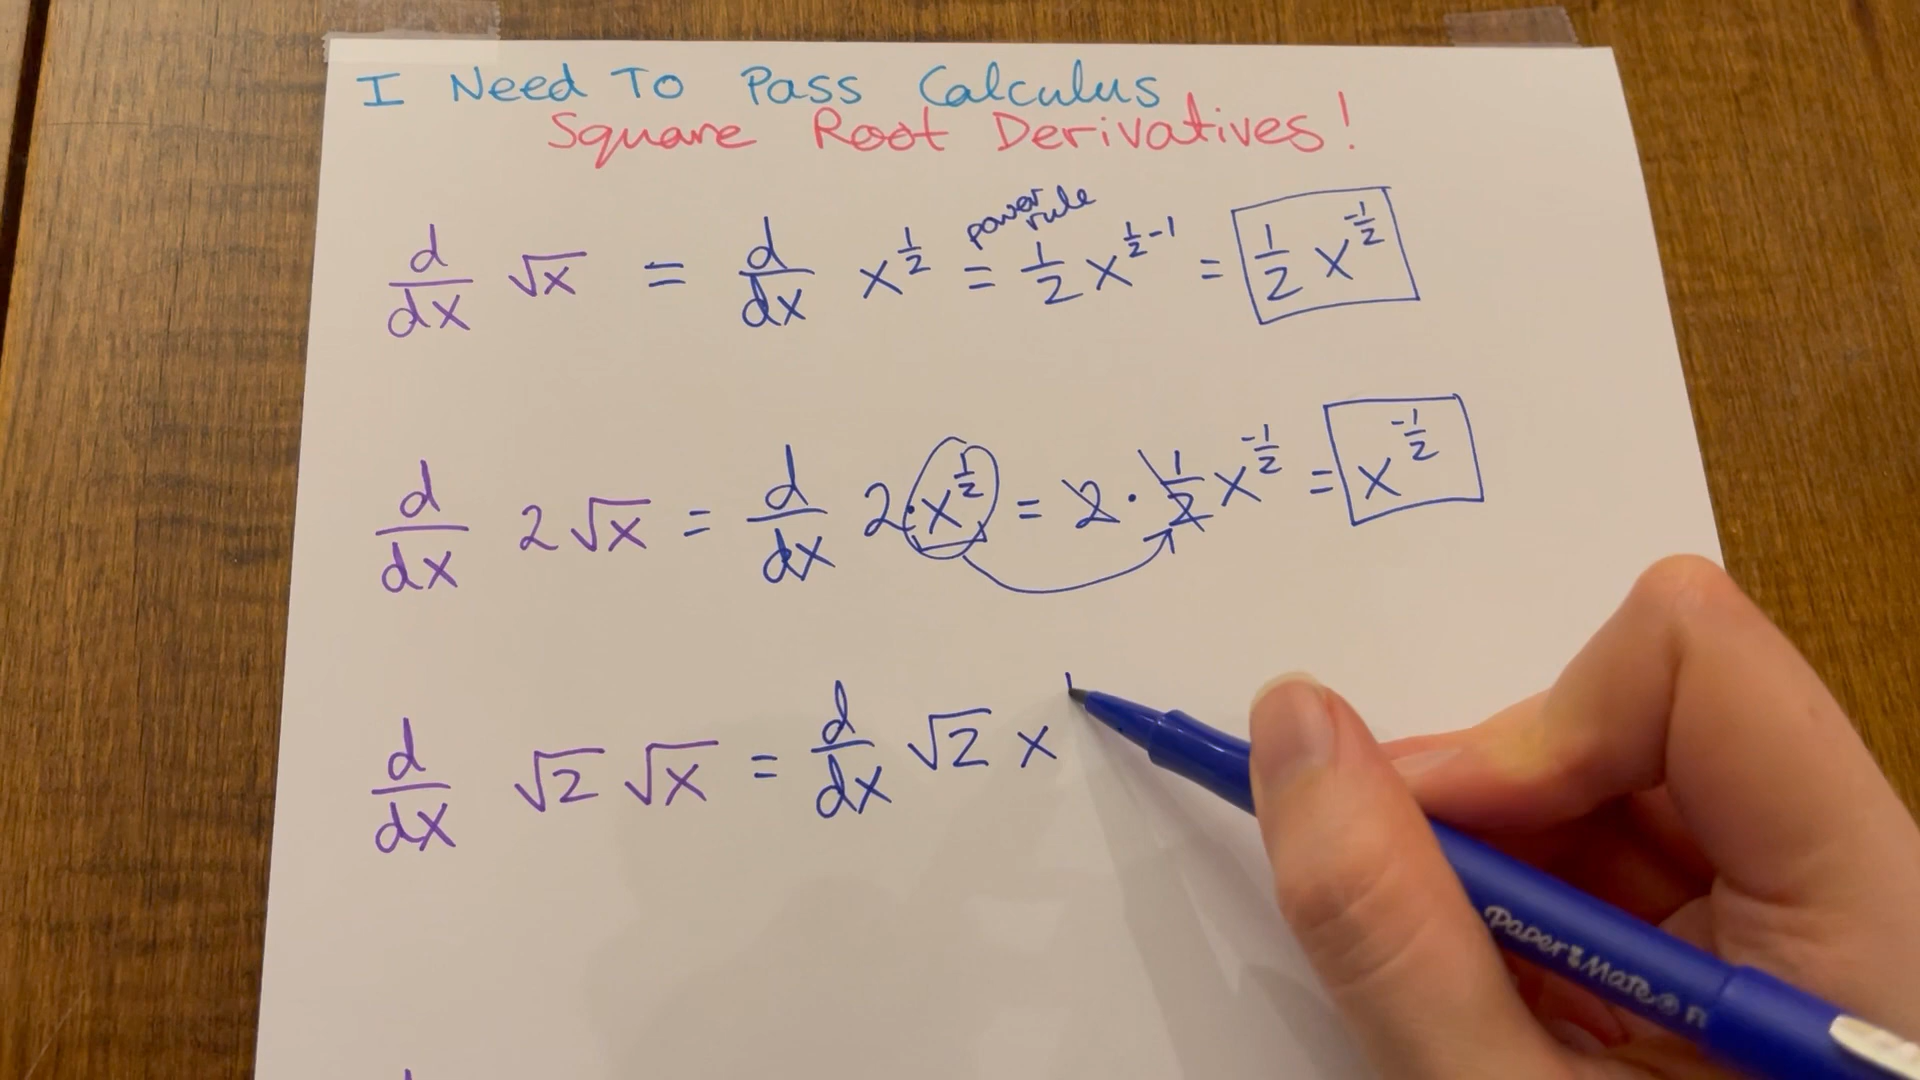 I Need To Pass Calculus
Square Root Derivatives!
power rule
d/dx √x = d/dx x^1/2 = 1/2 x^1/2-1 = 1/2 x^-1/2
d/dx 2√x = d/dx 2·x^1/2 = 2·1/2 x^-1/2 = x^-1/2
d/dx √2 √x = d/dx √2 x
Paper Mate®